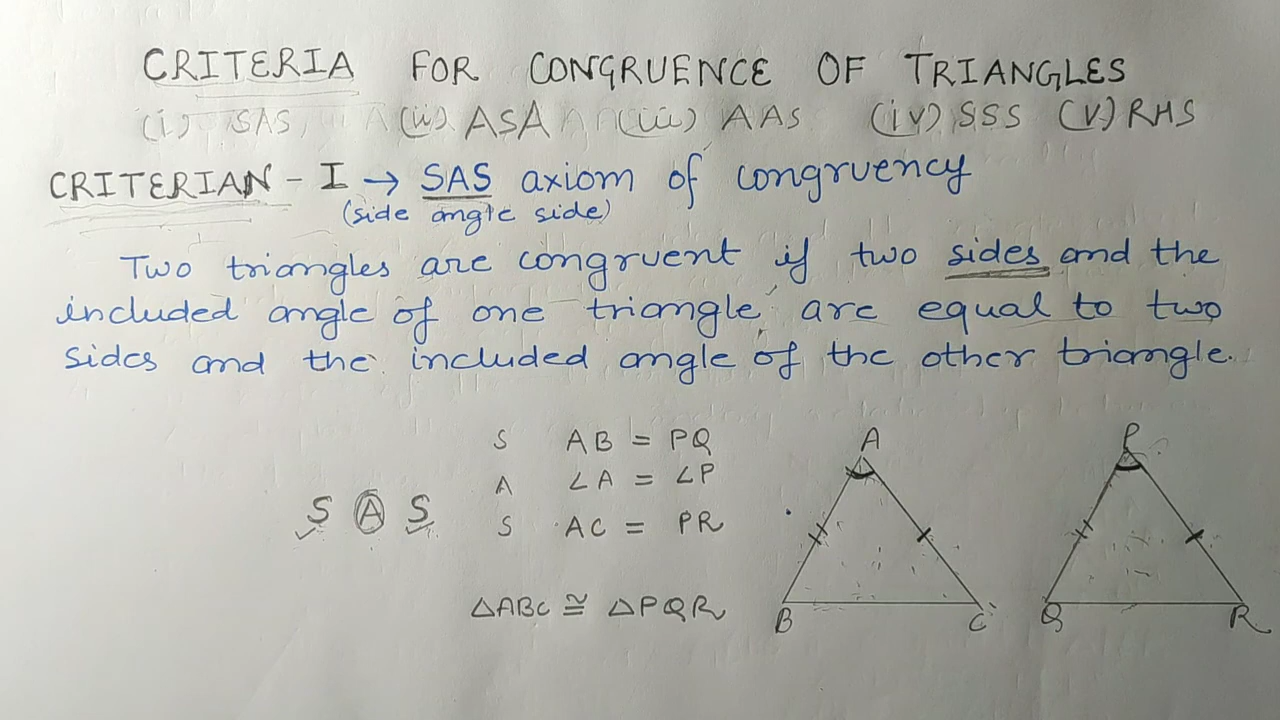 CRITERIA FOR CONGRUENCE OF TRIANGLES
(i) SAS (ii) ASA (iii) AAS (iv) SSS (v) RHS
CRITERIAN - I → SAS axiom of congruency
(side angle side)
Two triangles are congruent if two sides and the
included angle of one triangle are equal to two
sides and the included angle of the other triangle.
S AB = PQ
A ∠A = ∠P
S AC = PR
S A S
△ABC ≅ △PQR
A
B C
P
Q R